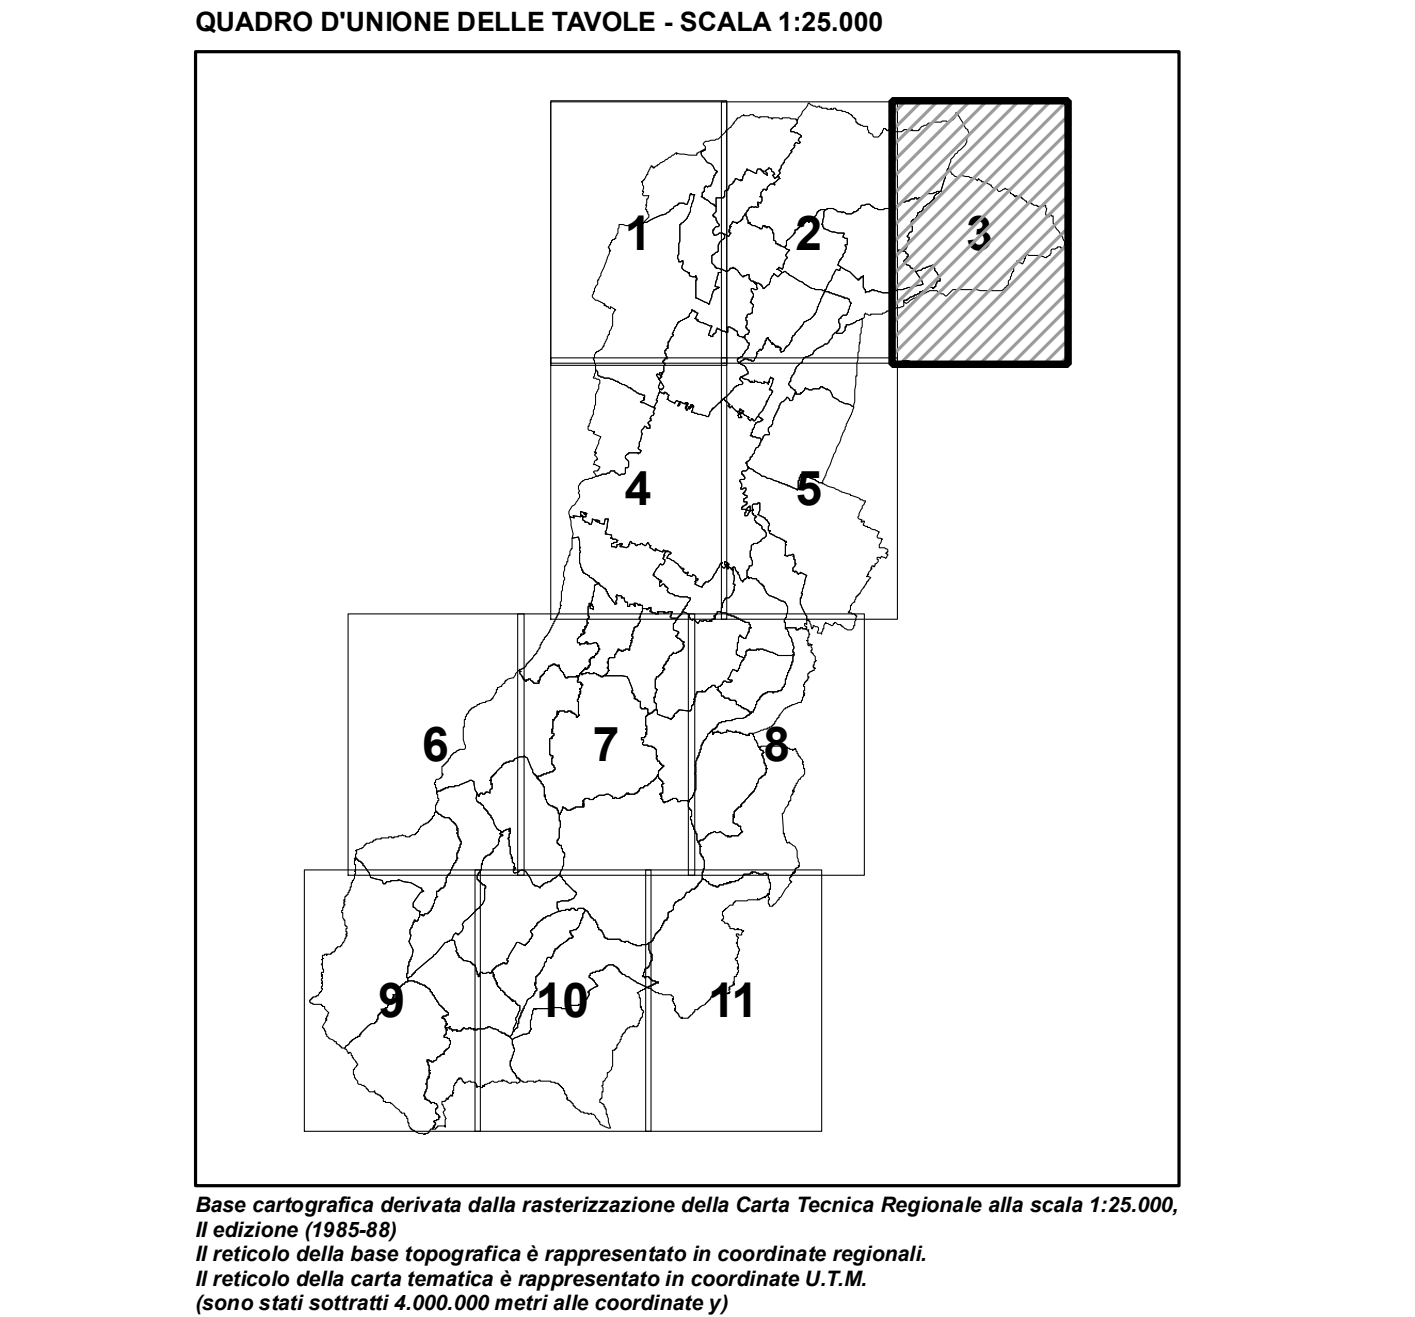 QUADRO D'UNIONE DELLE TAVOLE - SCALA 1:25.000
1
2
3
4
5
6
7
8
9
10
11
Base cartografica derivata dalla rasterizzazione della Carta Tecnica Regionale alla scala 1:25.000,
II edizione (1985-88)
Il reticolo della base topografica è rappresentato in coordinate regionali.
Il reticolo della carta tematica è rappresentato in coordinate U.T.M.
(sono stati sottratti 4.000.000 metri alle coordinate y)